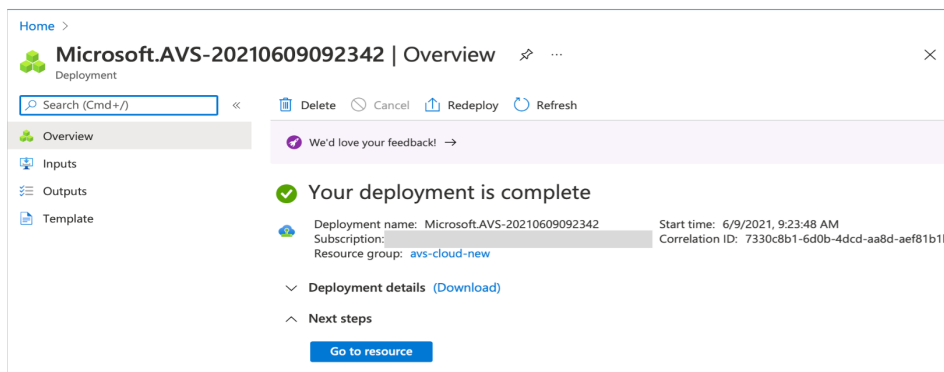 Home >
Microsoft.AVS-20210609092342 | Overview ...
Deployment
Search (Cmd+/) «
Delete Cancel Redeploy Refresh
Overview
We'd love your feedback! →
Inputs
Outputs
Your deployment is complete
Template
Deployment name: Microsoft.AVS-20210609092342 Start time: 6/9/2021, 9:23:48 AM
Subscription: Correlation ID: 7330c8b1-6d0b-4dcd-aa8d-aef81b1
Resource group: avs-cloud-new
Deployment details (Download)
Next steps
Go to resource